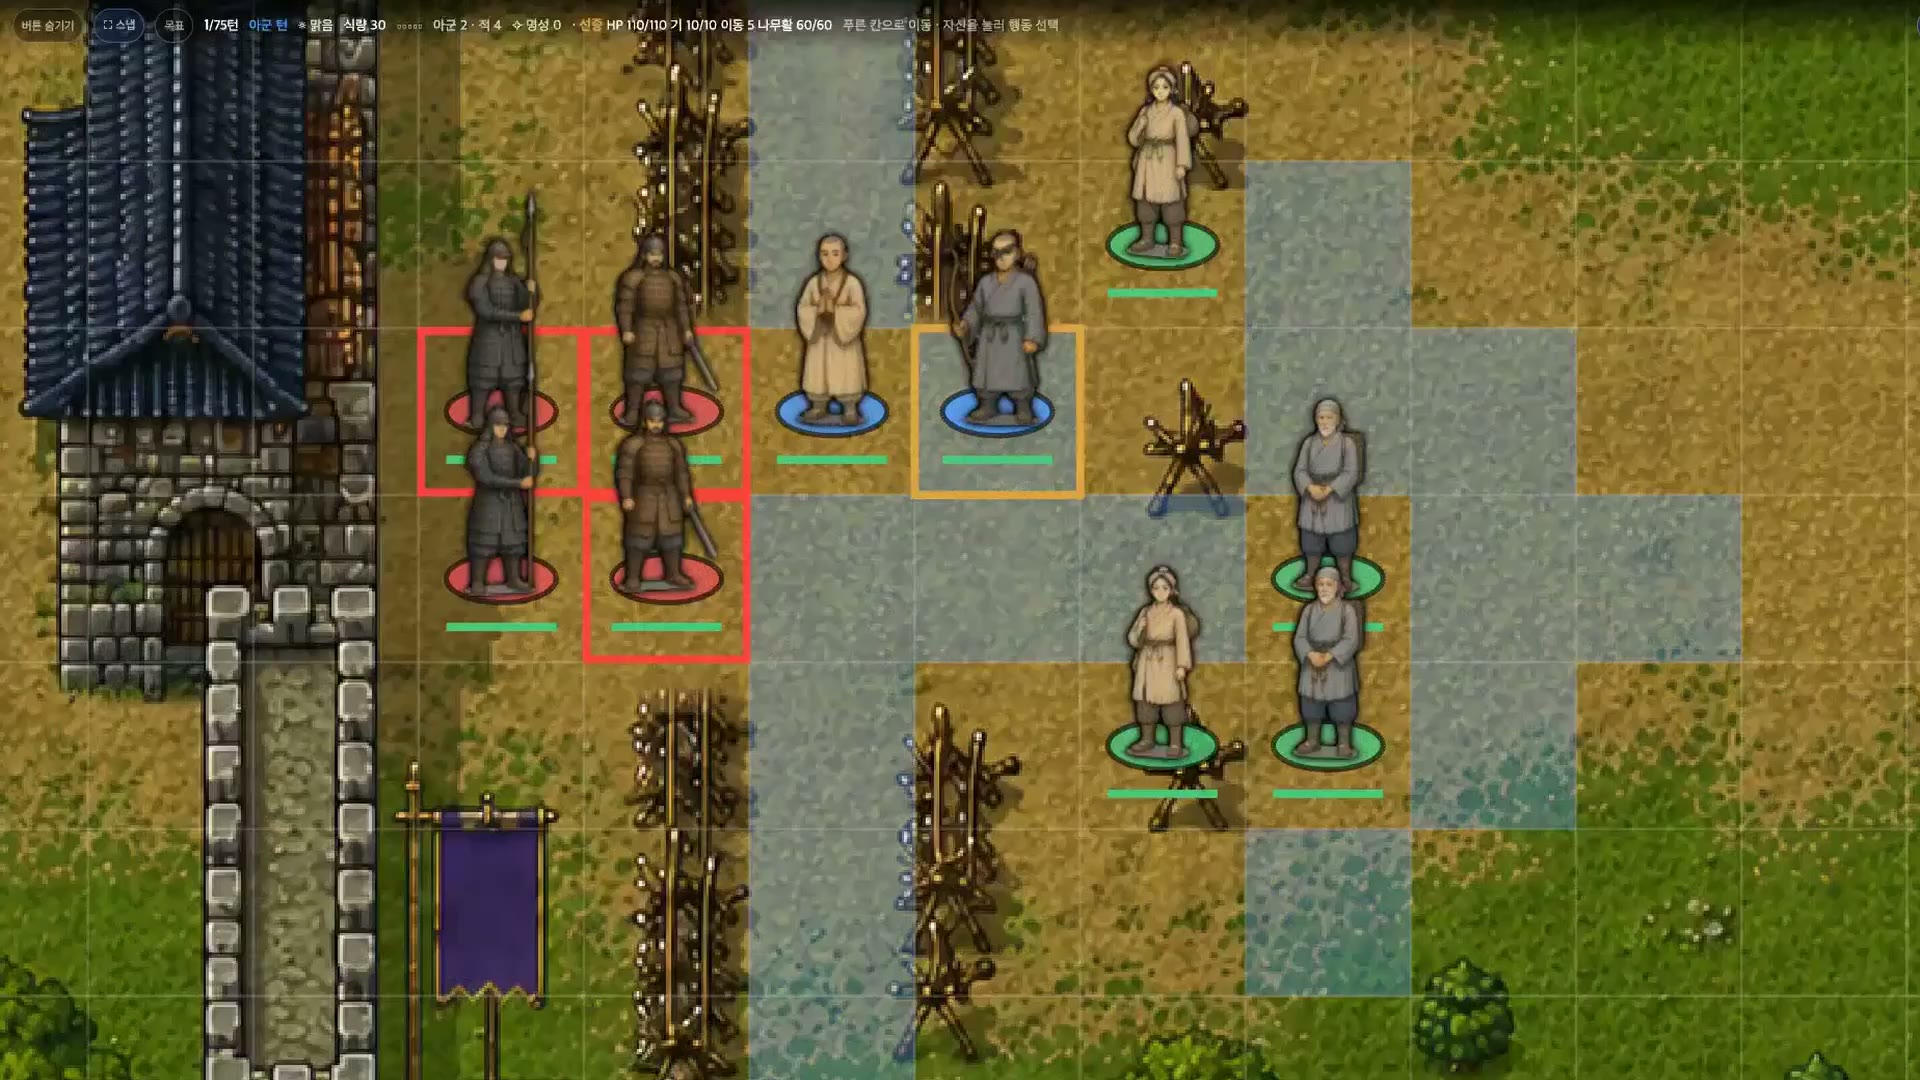 버튼 숨기기 스냅 목표 1/75턴 아군 턴 ☀ 맑음 식량 30 ○○○○○ 아군 2 · 적 4 ✧ 명성 0 · 선종 HP 110/110 기 10/10 이동 5 나무활 60/60 푸른 칸으로 이동 · 자신을 눌러 행동 선택